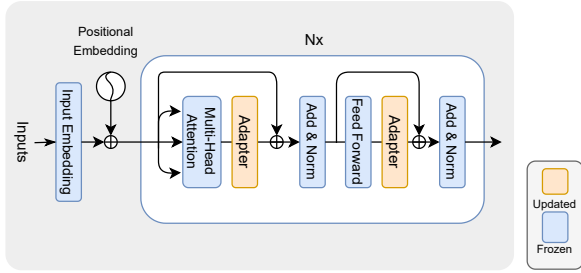 Positional
Embedding
Nx
Inputs
Input Embedding
Multi-Head
Attention
Adapter
Add & Norm
Feed Forward
Adapter
Add & Norm
Updated
Frozen